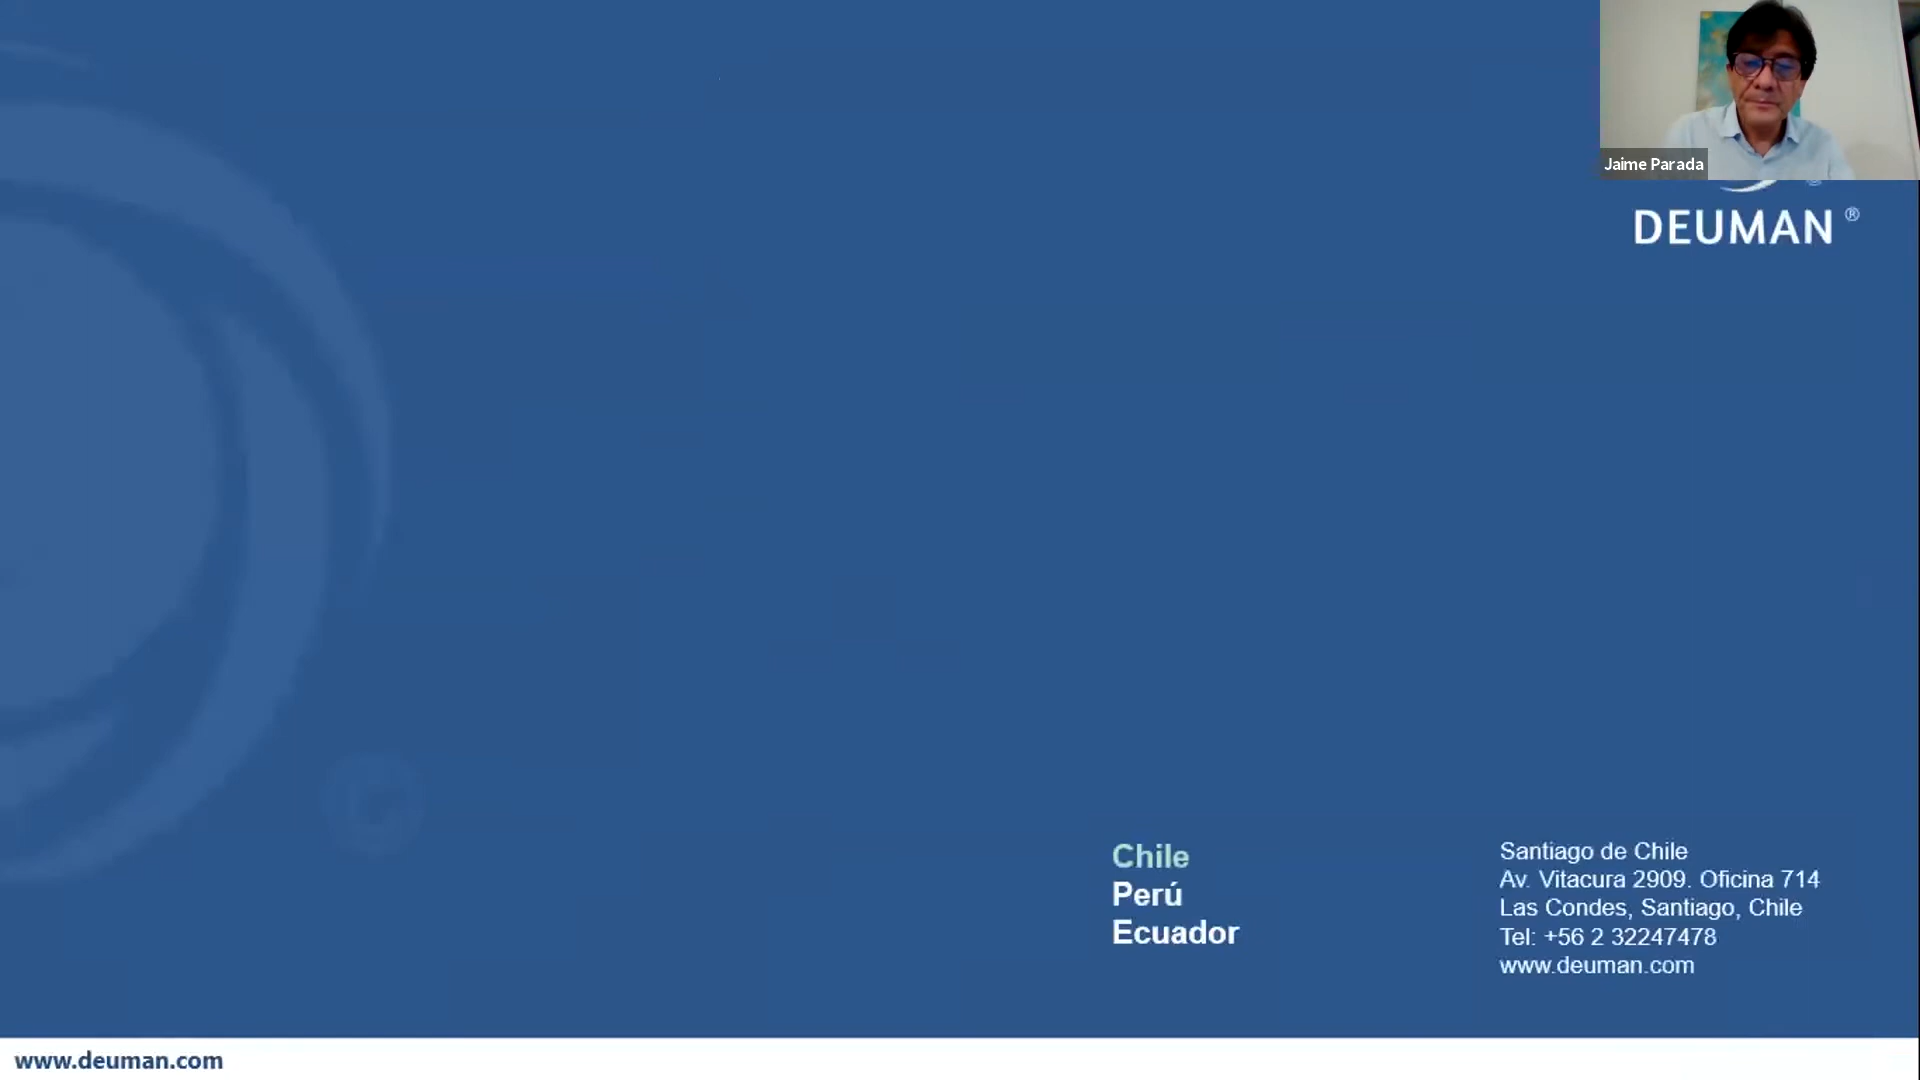 Jaime Parada
DEUMAN ®
Chile
Perú
Ecuador
Santiago de Chile
Av. Vitacura 2909. Oficina 714
Las Condes, Santiago, Chile
Tel: +56 2 32247478
www.deuman.com
www.deuman.com